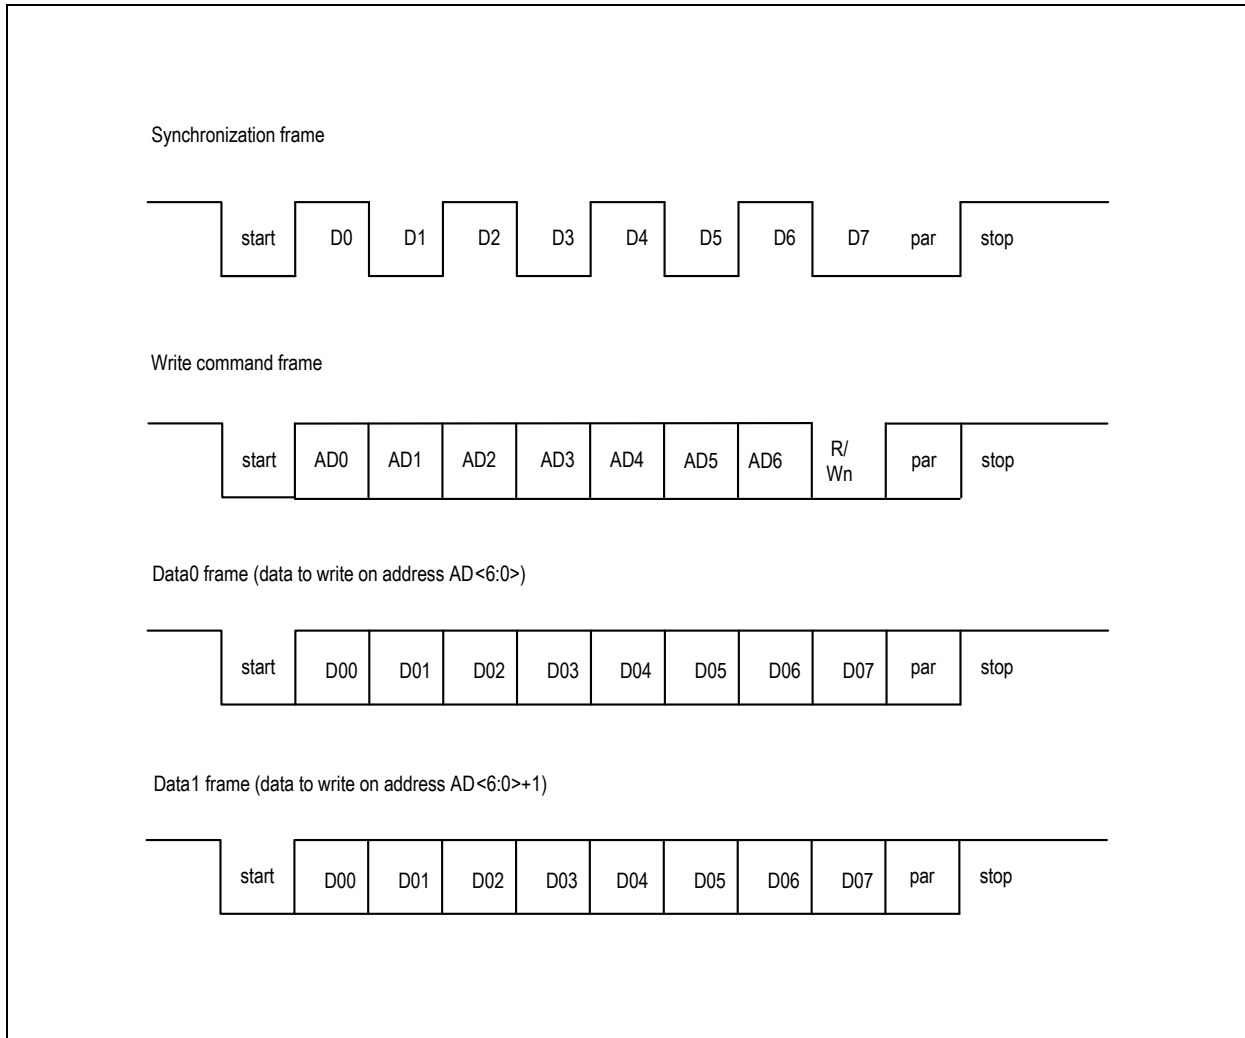 Synchronization frame
start D0 D1 D2 D3 D4 D5 D6 D7 par stop
Write command frame
start AD0 AD1 AD2 AD3 AD4 AD5 AD6 R/
Wn par stop
Data0 frame (data to write on address AD<6:0>)
start D00 D01 D02 D03 D04 D05 D06 D07 par stop
Data1 frame (data to write on address AD<6:0>+1)
start D00 D01 D02 D03 D04 D05 D06 D07 par stop